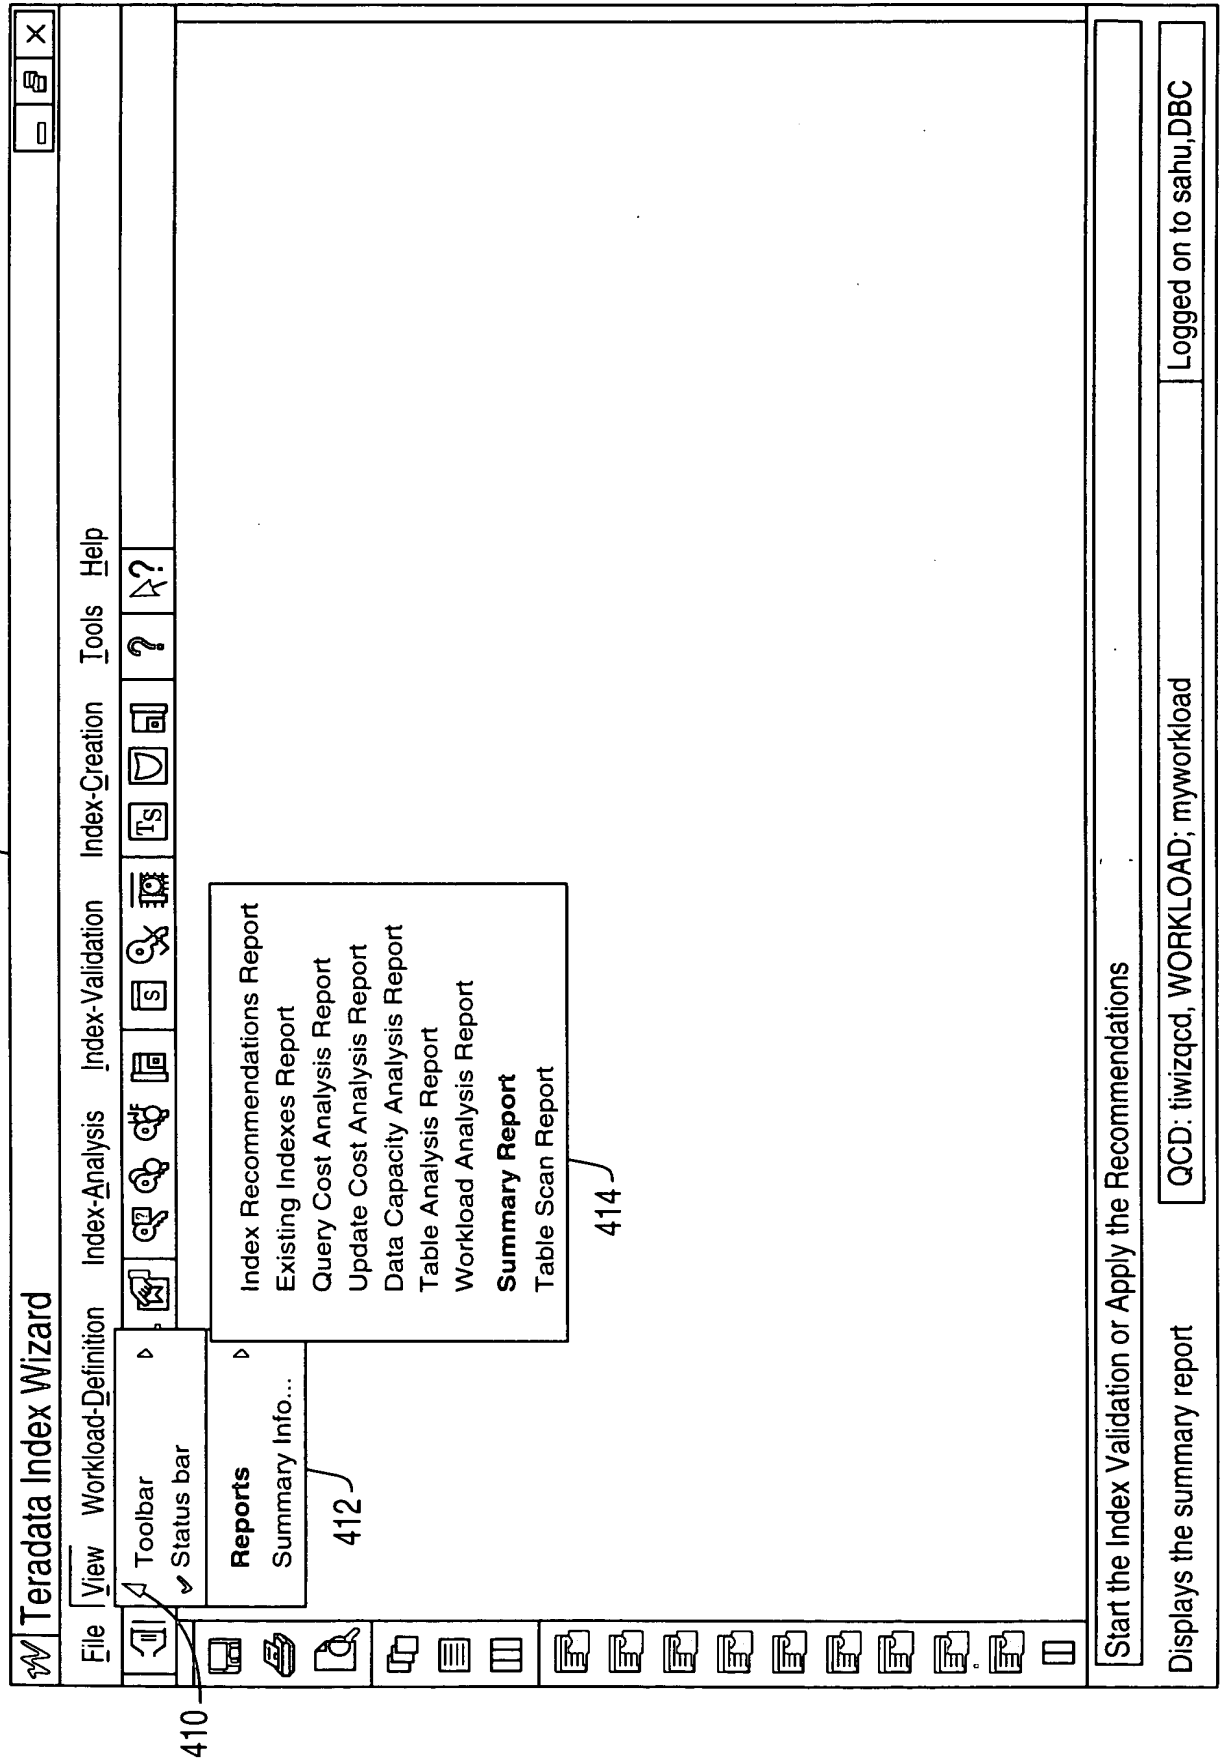 Teradata Index Wizard
File View Workload-Definition Index-Analysis Index-Validation Index-Creation Tools Help
? ?
S
TS
?
?
Toolbar
Status bar
Reports
Summary Info...
Index Recommendations Report
Existing Indexes Report
Query Cost Analysis Report
Update Cost Analysis Report
Data Capacity Analysis Report
Table Analysis Report
Workload Analysis Report
Summary Report
Table Scan Report
410
412
414
Start the Index Validation or Apply the Recommendations
Displays the summary report
QCD: tiwizqcd, WORKLOAD; myworkload
Logged on to sahu,DBC